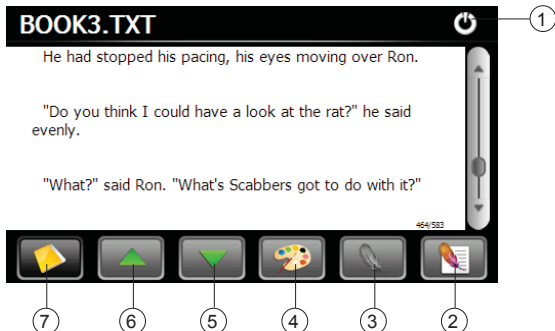 BOOK3.TXT
1
He had stopped his pacing, his eyes moving over Ron.
"Do you think I could have a look at the rat?" he said
evenly.
"What?" said Ron. "What's Scabbers got to do with it?"
464/583
7 6 5 4 3 2